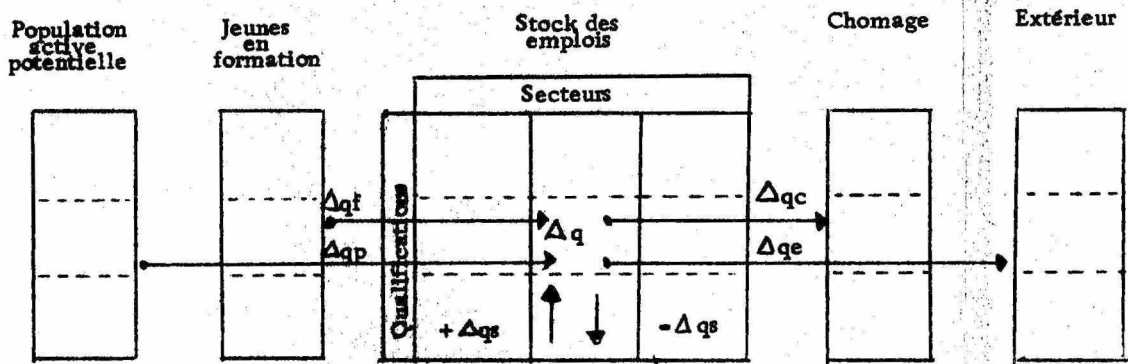 Population
active
potentielle
Jeunes
en
formation
Stock des
emplois
Chomage
Extérieur
Secteurs
Qualifications
Δqf
Δqp
Δq
Δqc
Δqe
+ Δqs
- Δqs